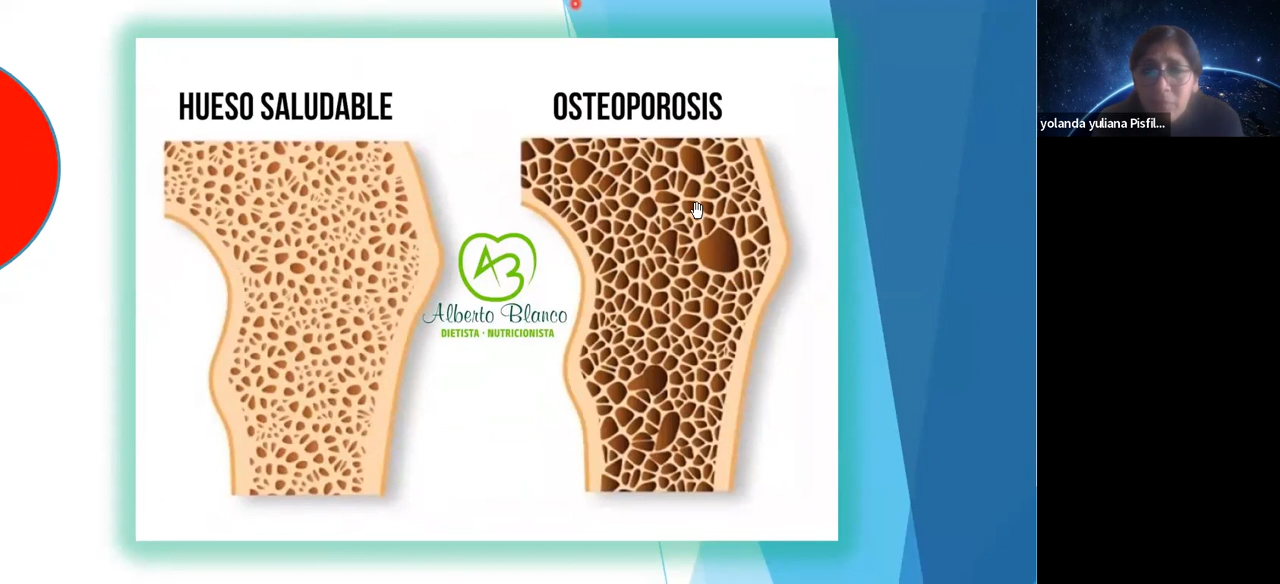 HUESO SALUDABLE
OSTEOPOROSIS
Alberto Blanco
DIETISTA · NUTRICIONISTA
yolanda yuliana Pisfil...